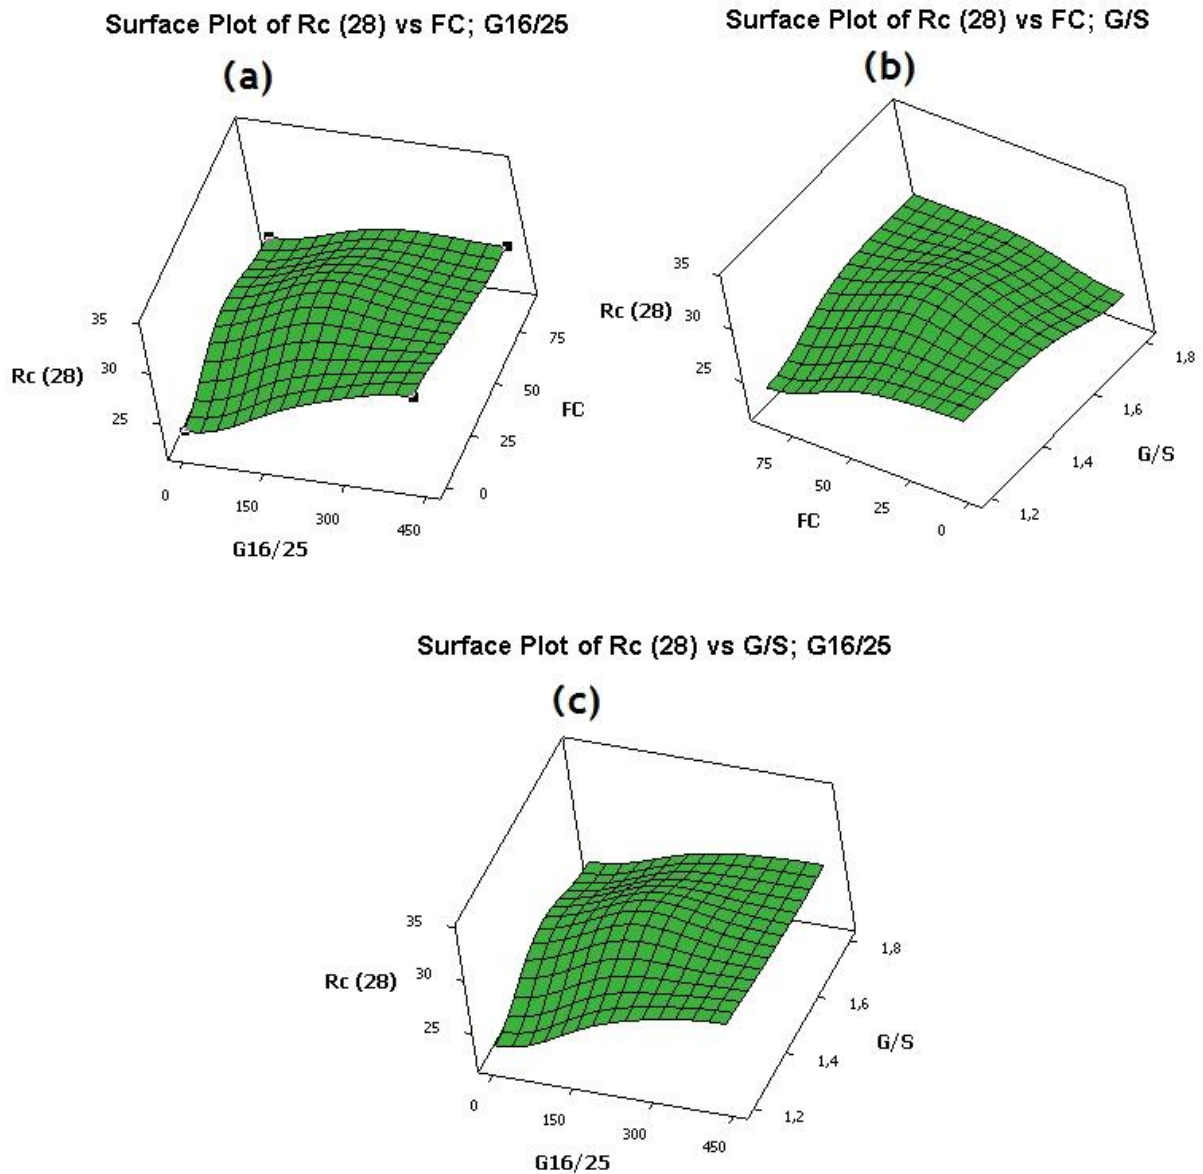 Surface Plot of Rc (28) vs FC; G16/25
(a)
35
30
25
Rc (28)
0
150
300
450
G16/25
75
50
25
0
FC
Surface Plot of Rc (28) vs FC; G/S
(b)
35
30
25
Rc (28)
75
50
25
0
FC
1,8
1,6
1,4
1,2
G/S
Surface Plot of Rc (28) vs G/S; G16/25
(c)
35
30
25
Rc (28)
0
150
300
450
G16/25
1,8
1,6
1,4
1,2
G/S